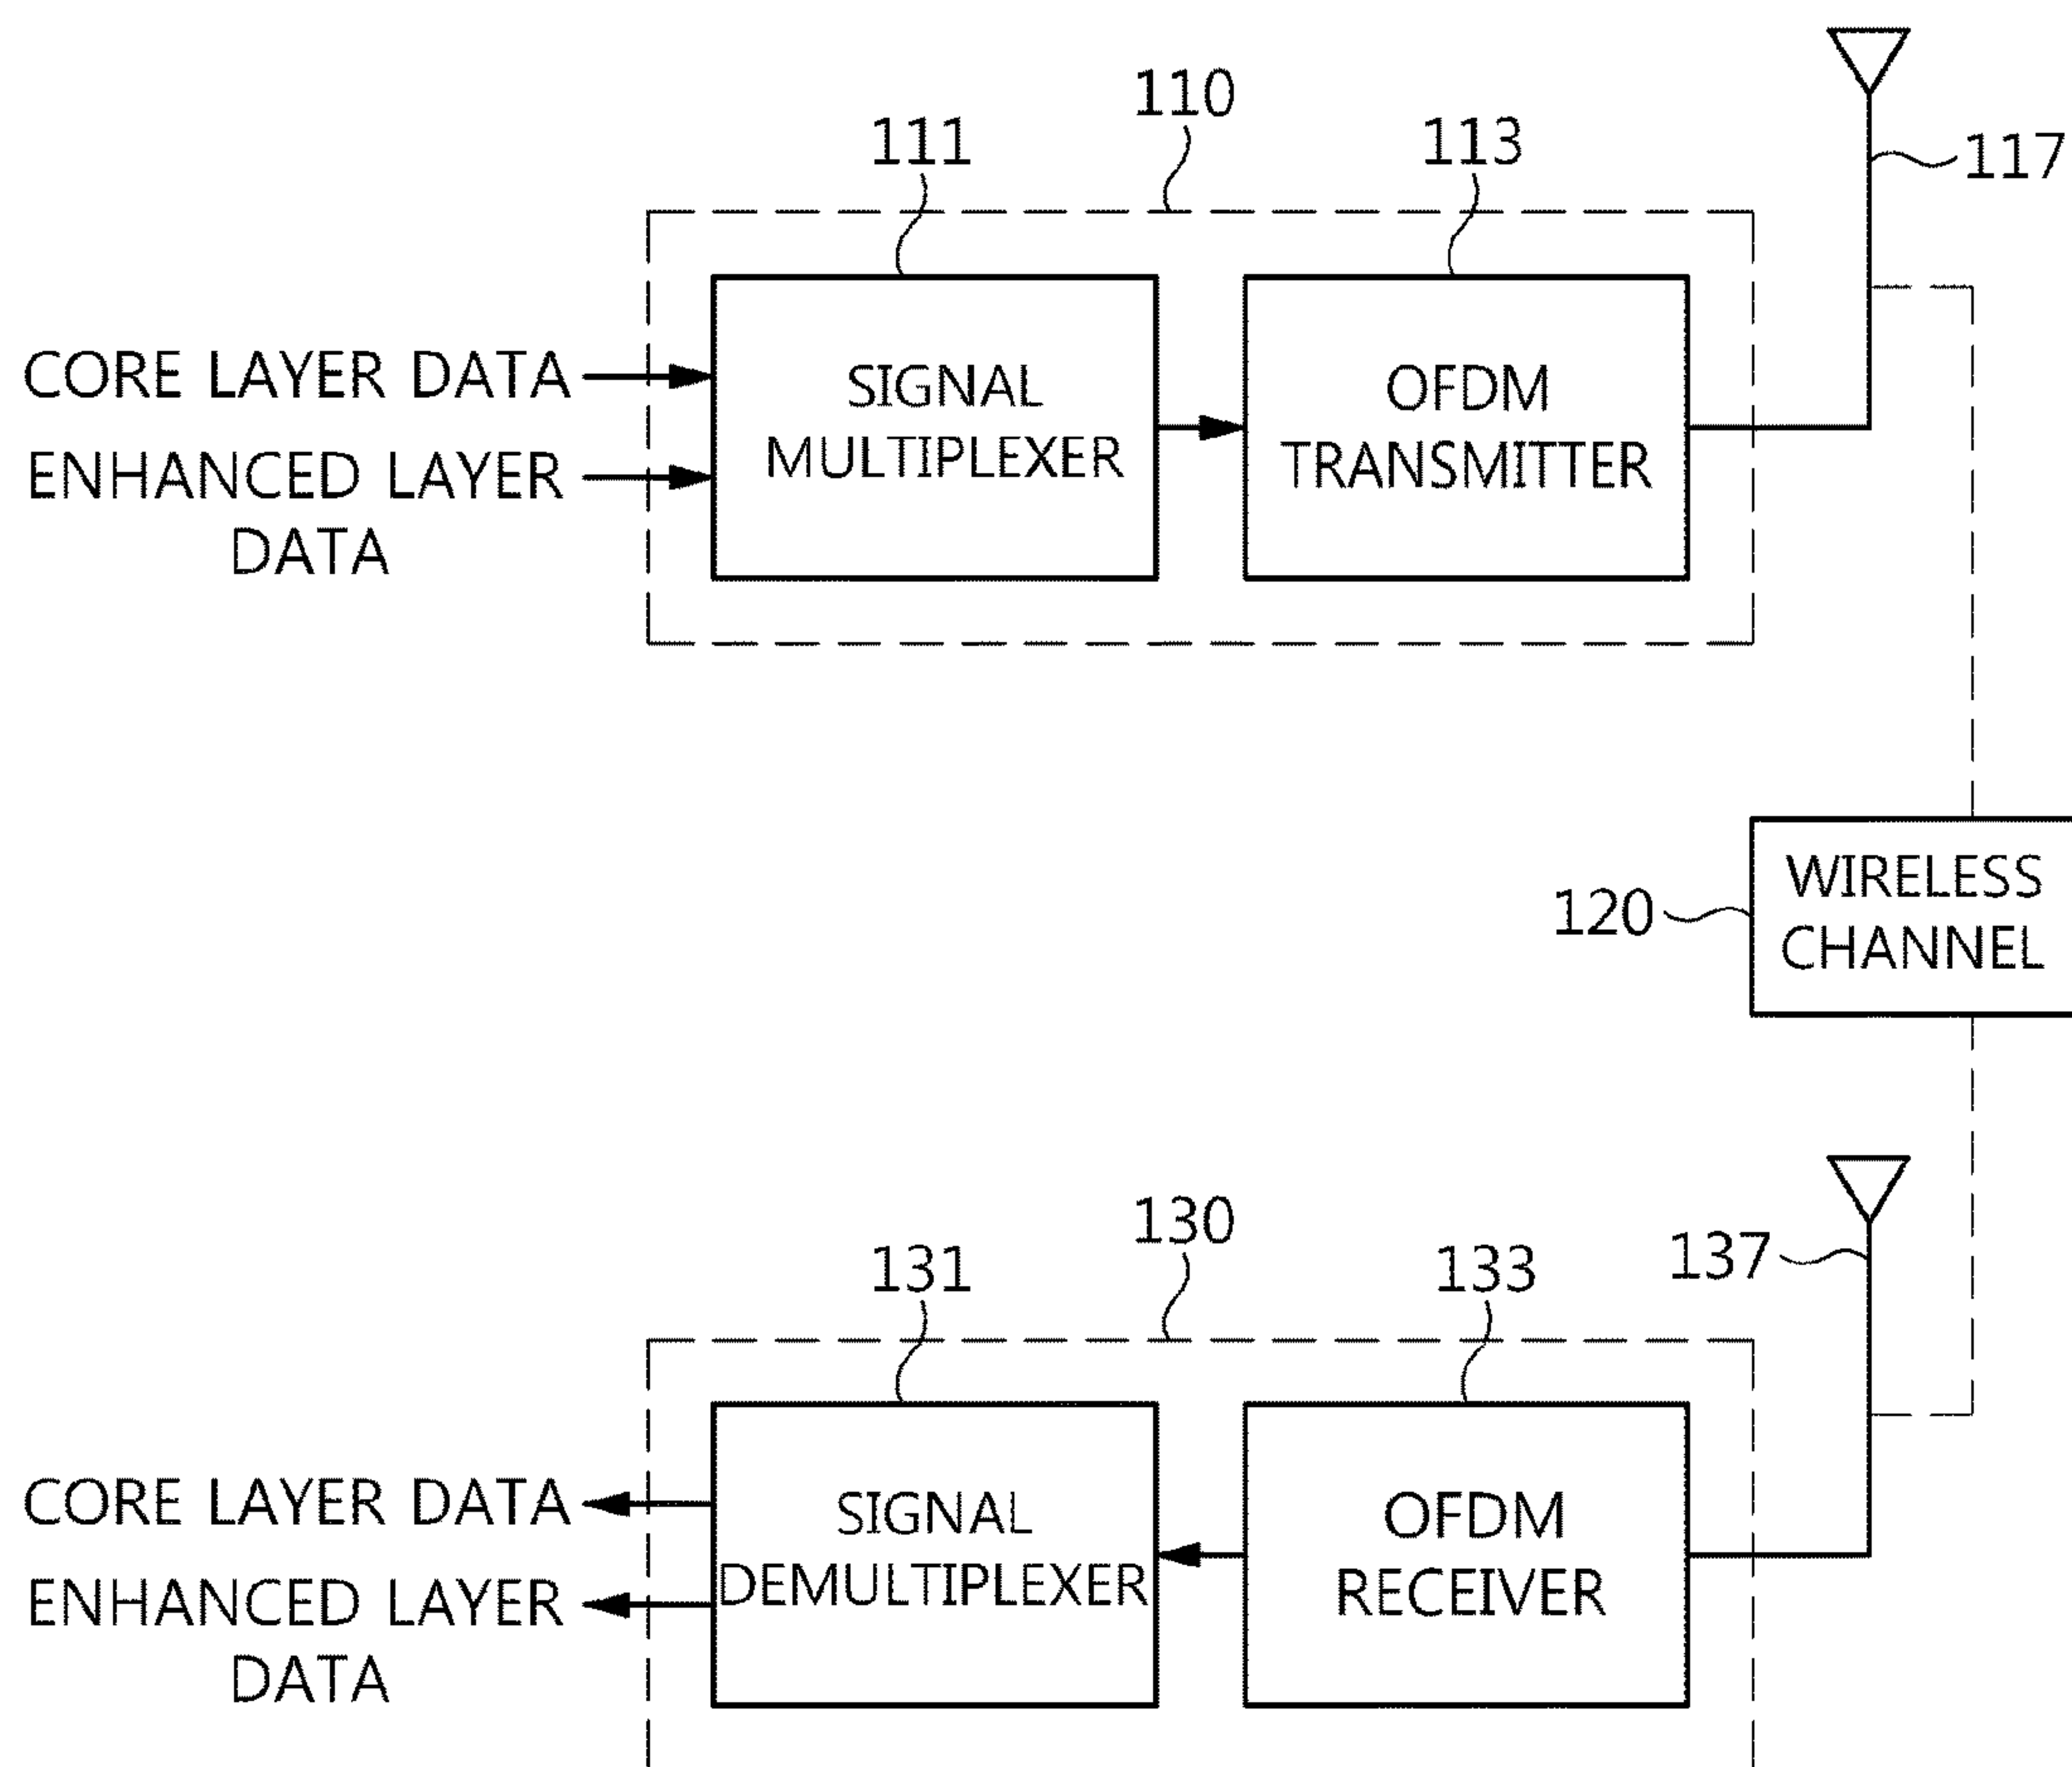 110
111
113
117
CORE LAYER DATA
ENHANCED LAYER
DATA
SIGNAL
MULTIPLEXER
OFDM
TRANSMITTER
120
WIRELESS
CHANNEL
130
131
133
137
CORE LAYER DATA
ENHANCED LAYER
DATA
SIGNAL
DEMULTIPLEXER
OFDM
RECEIVER